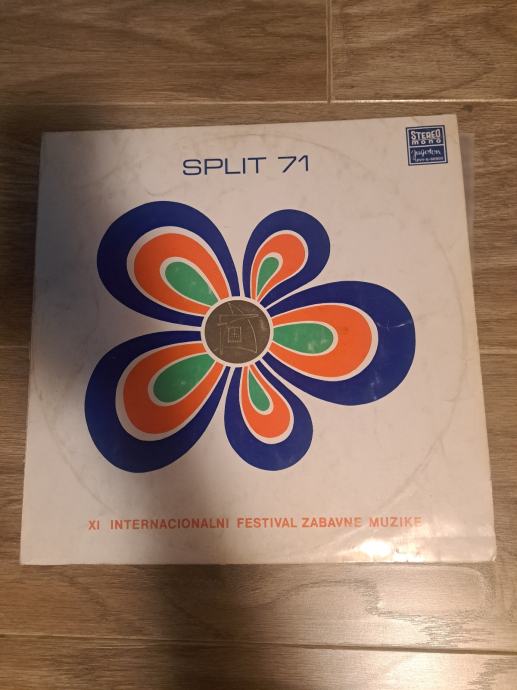 SPLIT 71
STEREO
mono
Jugoton
XI INTERNACIONALNI FESTIVAL ZABAVNE MUZIKE